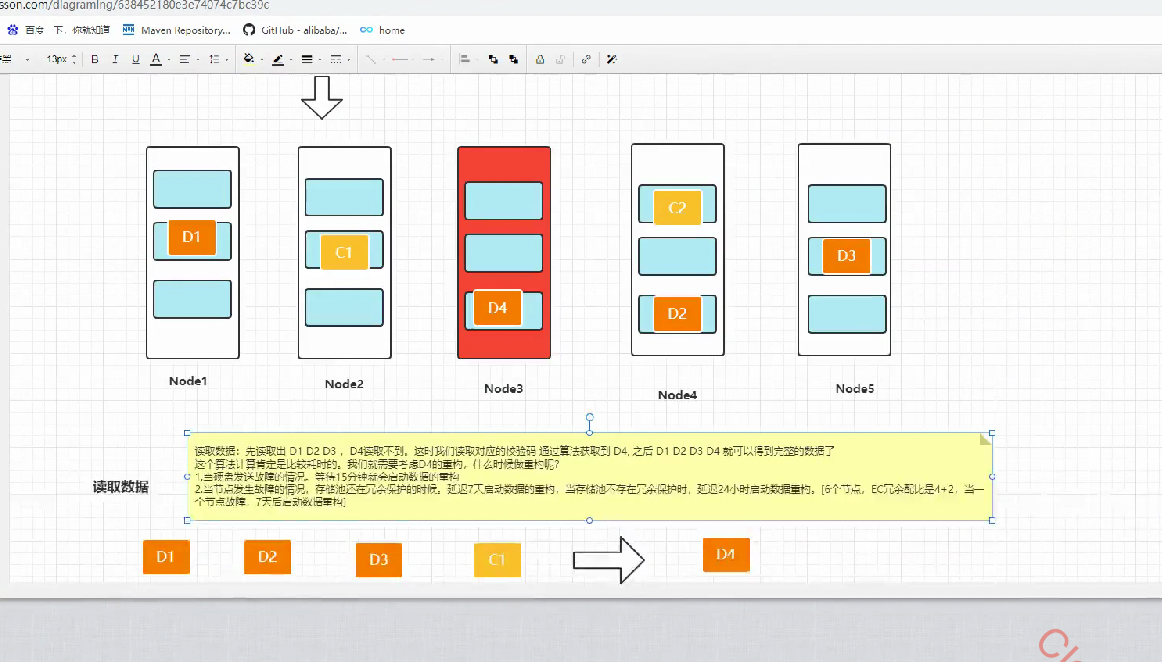 sson.com/diagraming/638452180e3e74074c7bc39c
百度一下，你就知道
Maven Repository...
GitHub - alibaba/...
home
13px
B I U A
D1
C1
D4
C2
D2
D3
Node1
Node2
Node3
Node4
Node5
读取数据
读取数据：先读取出 D1 D2 D3 ，D4读取不到。这时我们读取对应的校验码 通过算法获取到 D4, 之后 D1 D2 D3 D4 就可以得到完整的数据了
这个算法计算肯定是比较耗时的。我们就需要考虑D4的重构，什么时候做重构呢?
1.当硬盘发送故障的情况。等待15分钟就会启动数据的重构
2.当节点发生故障的情况。存储池还在冗余保护的时候。延迟7天启动数据的重构，当存储池不存在冗余保护时，延迟24小时启动数据重构。[6个节点，EC冗余配比是4+2，当一
个节点故障，7天后启动数据重构]
D1
D2
D3
C1
D4